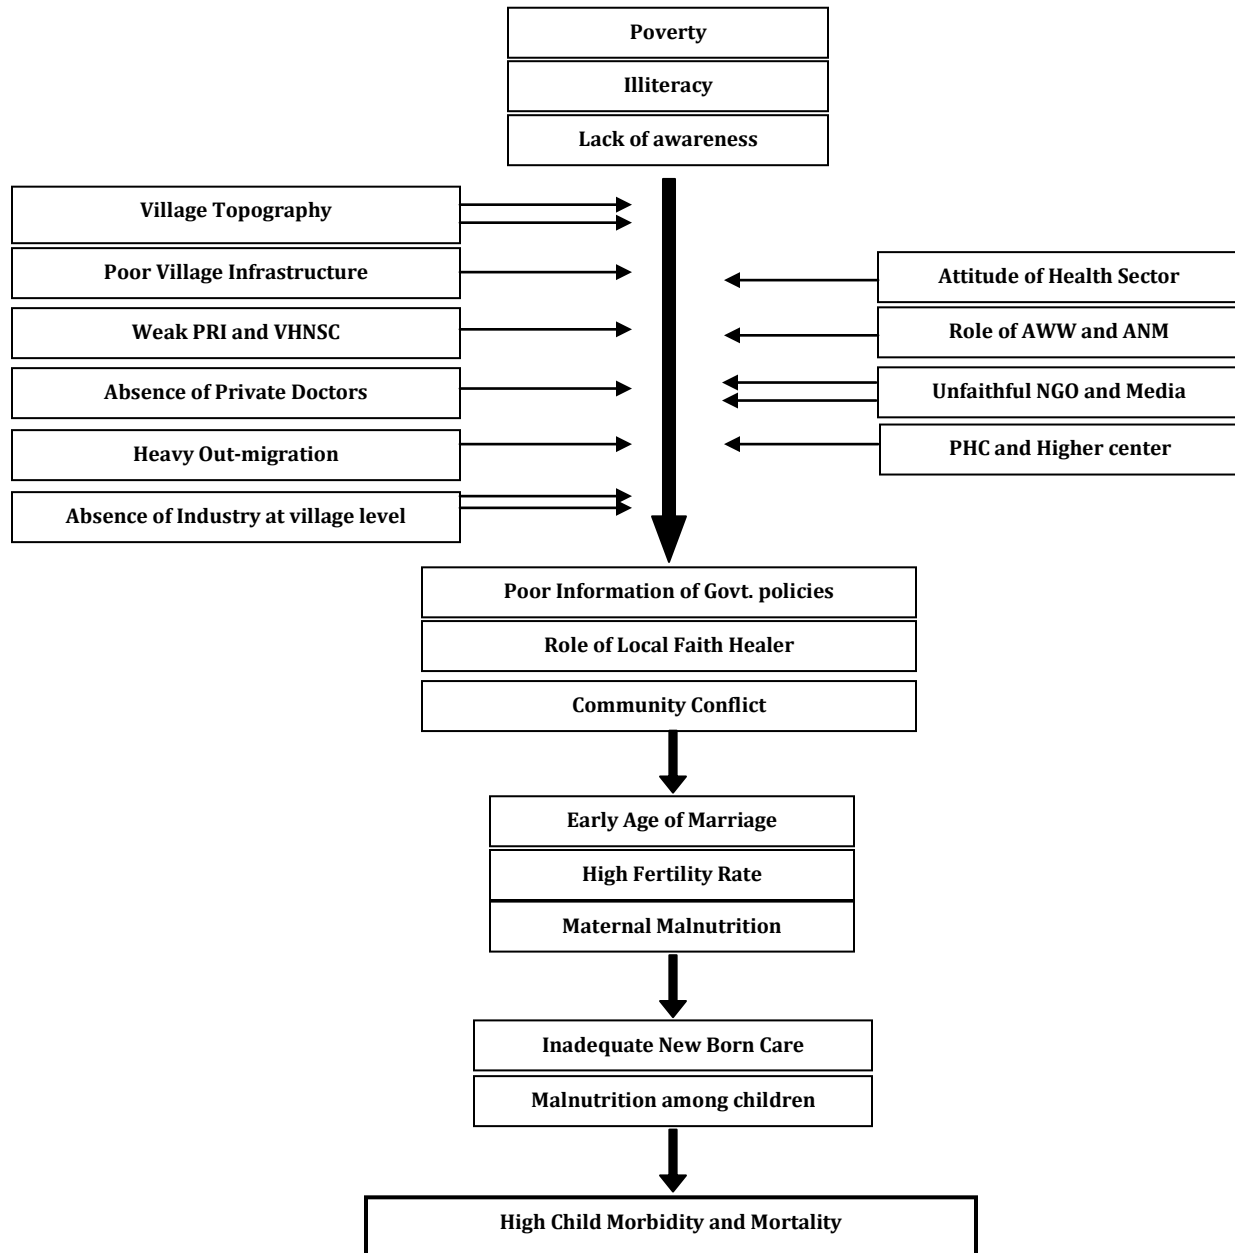 Poverty
Illiteracy
Lack of awareness
Village Topography
Poor Village Infrastructure
Weak PRI and VHNSC
Absence of Private Doctors
Heavy Out-migration
Absence of Industry at village level
Attitude of Health Sector
Role of AWW and ANM
Unfaithful NGO and Media
PHC and Higher center
Poor Information of Govt. policies
Role of Local Faith Healer
Community Conflict
Early Age of Marriage
High Fertility Rate
Maternal Malnutrition
Inadequate New Born Care
Malnutrition among children
High Child Morbidity and Mortality